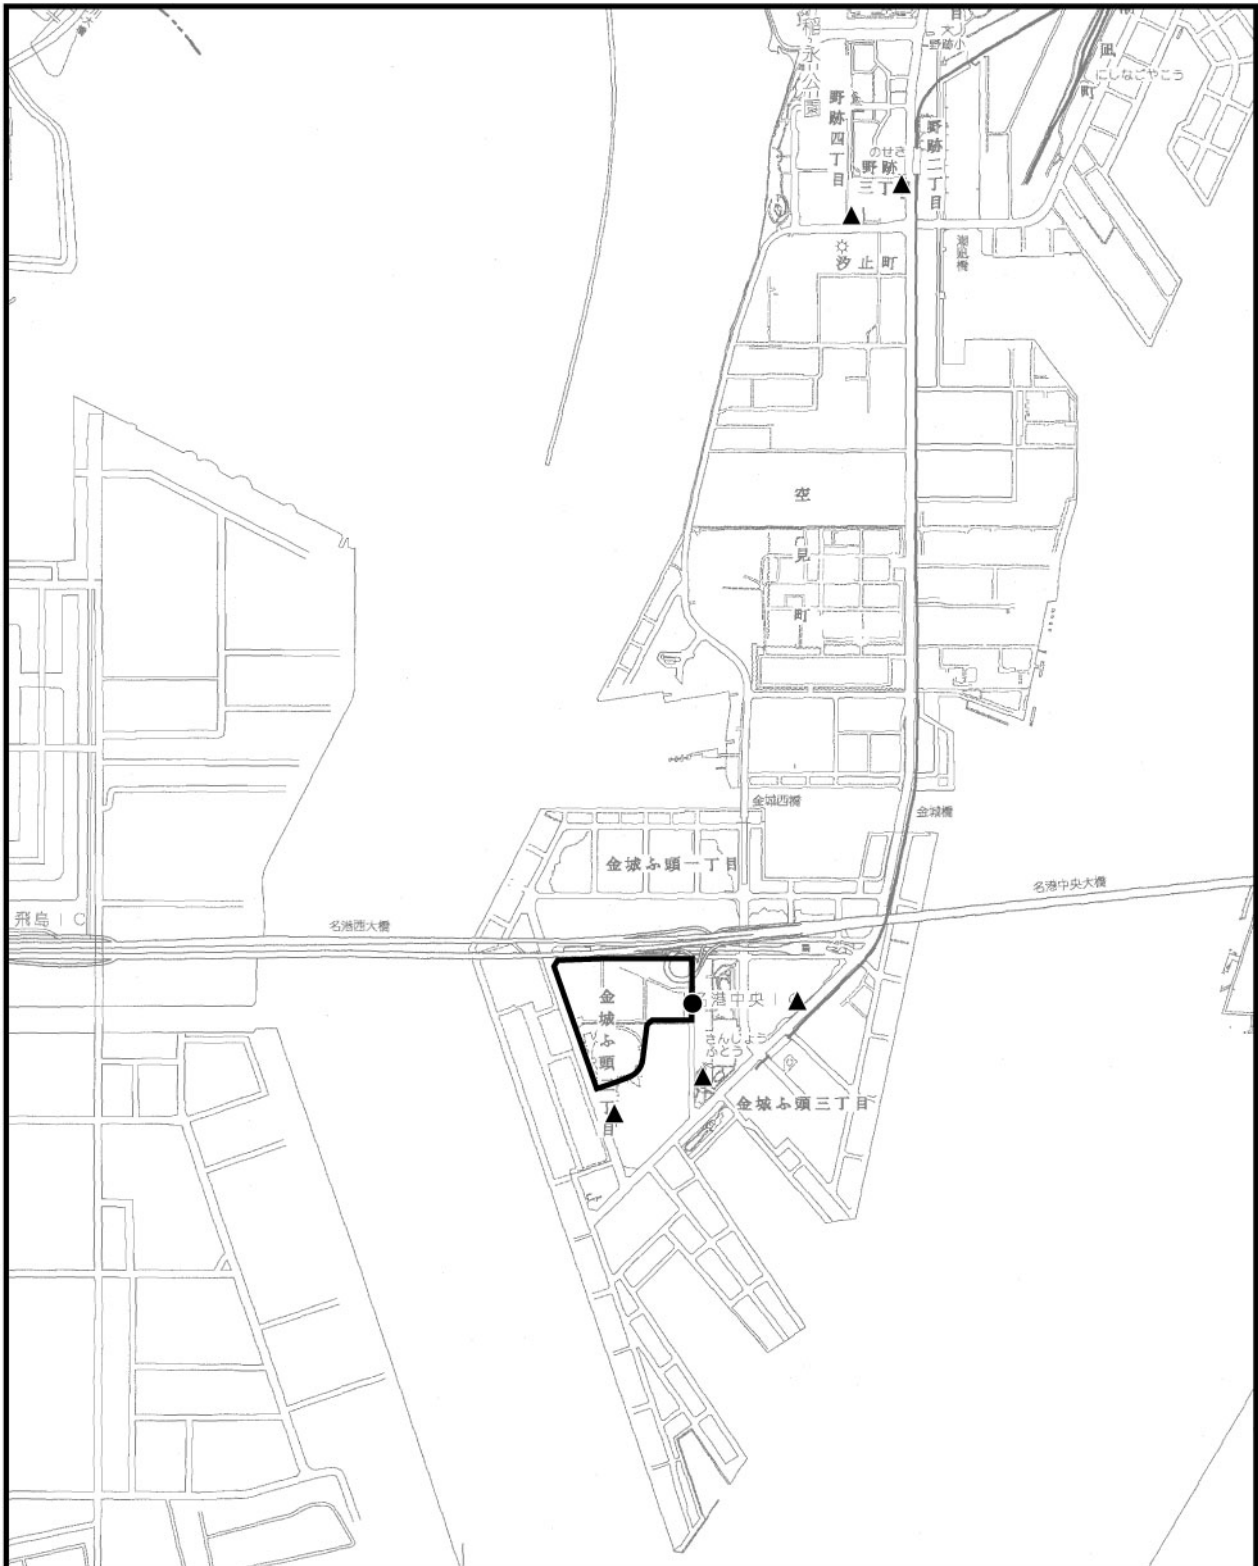 稲永公園
野跡小
凪町
にしなごやこう
野跡四丁目
野跡二丁目
のせき
野跡
三丁
潮凪橋
汐止町
空見町
金城西橋
金城橋
金城ふ頭一丁目
名港中央大橋
飛島IC
名港西大橋
金城ふ頭二丁目
港中央IC
きんじょう
ふとう
金城ふ頭三丁目